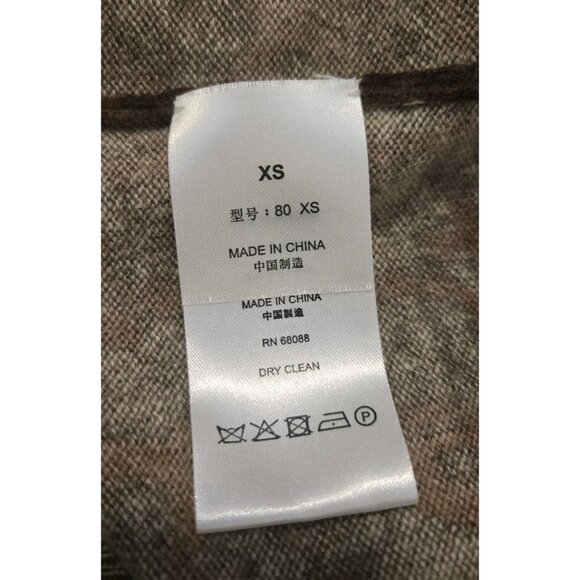 XS
型号：80 XS
MADE IN CHINA
中国制造
MADE IN CHINA
中国製造
RN 68088
DRY CLEAN
P